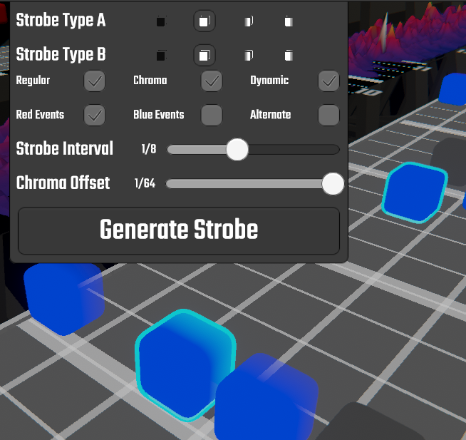 Strobe Type A
Strobe Type B
Regular Chroma Dynamic
Red Events Blue Events Alternate
Strobe Interval 1/8
Chroma Offset 1/64
Generate Strobe